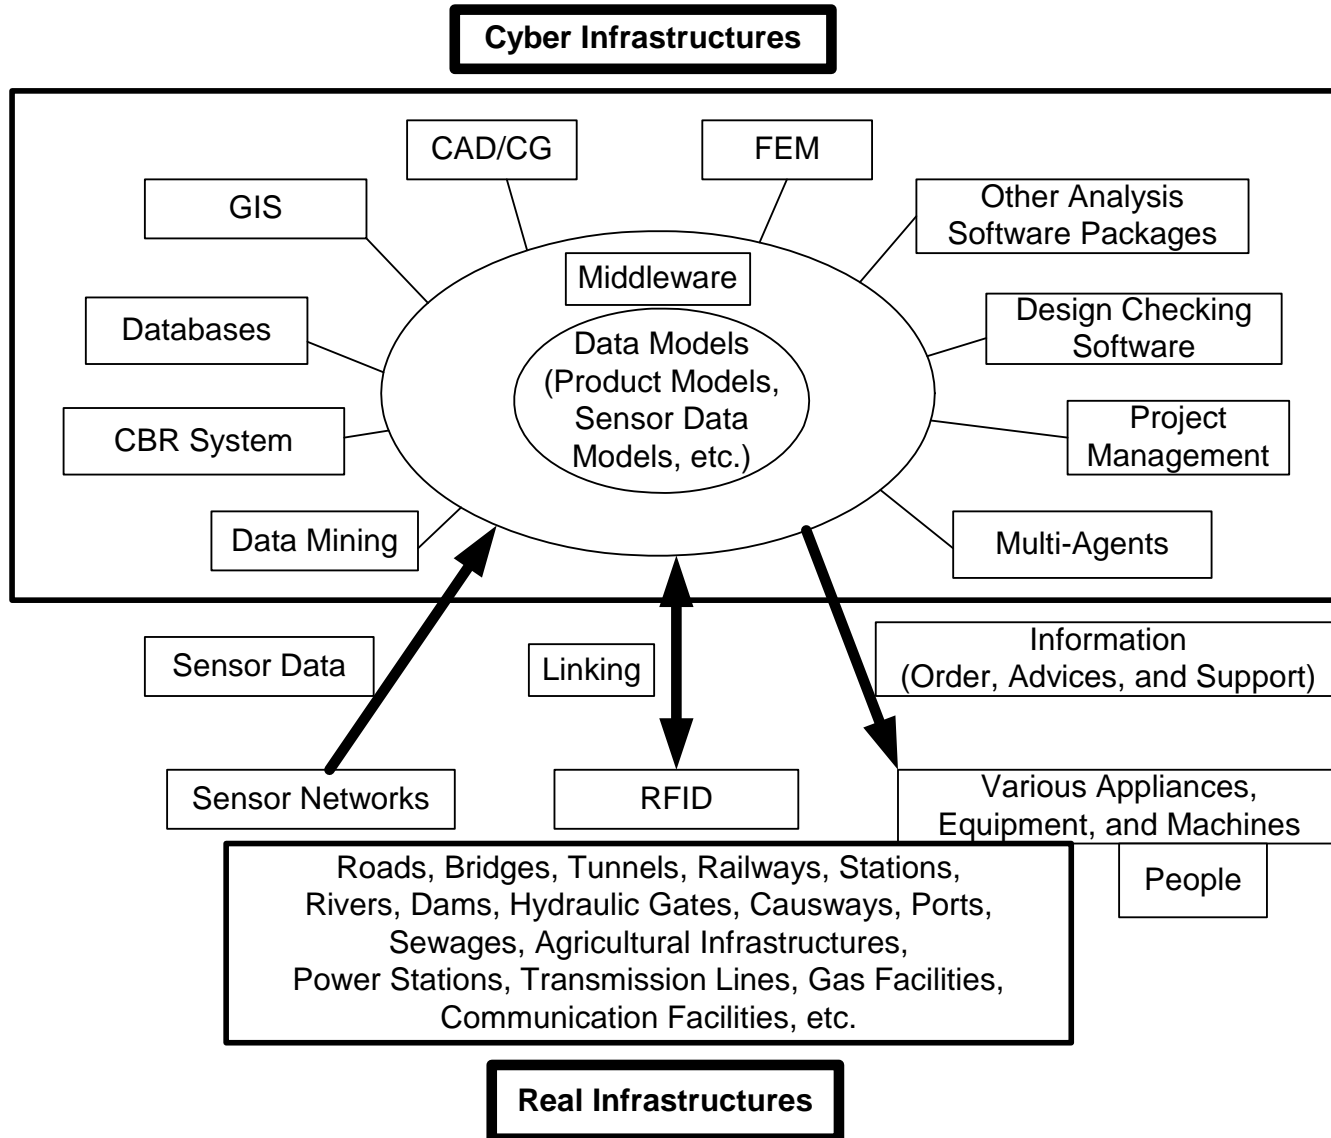 Cyber Infrastructures
CAD/CG
FEM
GIS
Other Analysis
Software Packages
Middleware
Databases
Data Models
(Product Models,
Sensor Data
Models, etc.)
Design Checking
Software
CBR System
Project
Management
Data Mining
Multi-Agents
Sensor Data
Linking
Information
(Order, Advices, and Support)
Sensor Networks
RFID
Various Appliances,
Equipment, and Machines
People
Roads, Bridges, Tunnels, Railways, Stations,
Rivers, Dams, Hydraulic Gates, Causways, Ports,
Sewages, Agricultural Infrastructures,
Power Stations, Transmission Lines, Gas Facilities,
Communication Facilities, etc.
Real Infrastructures